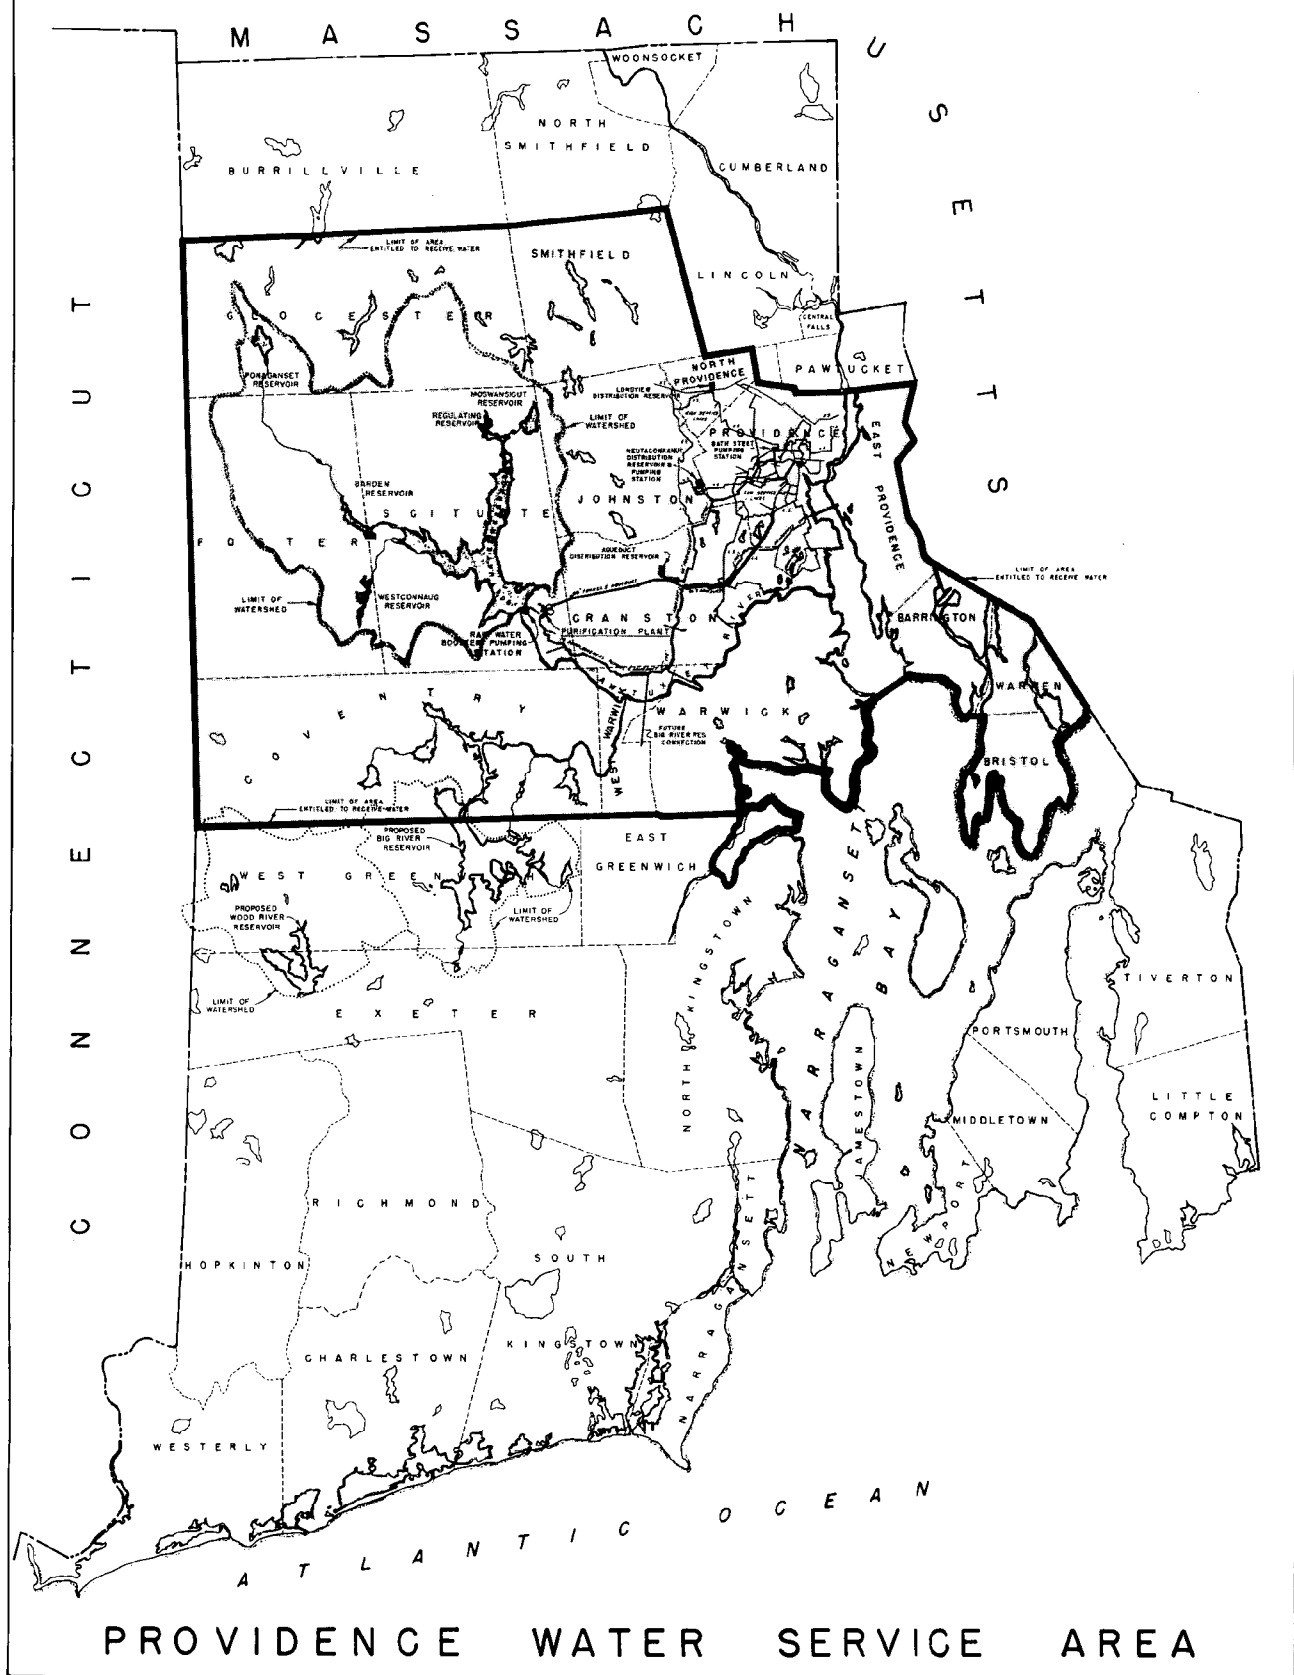 MASSACHUSETTS
CONNECTICUT
WOONSOCKET
NORTH
SMITHFIELD
BURRILLVILLE
CUMBERLAND
LIMIT OF AREA
ENTITLED TO RECEIVE WATER
SMITHFIELD
LINCOLN
GLOCESTER
CENTRAL
FALLS
PONAGANSET
RESERVOIR
NORTH
PROVIDENCE
PAWTUCKET
MOSWANSICUT
RESERVOIR
LONGVIEW
DISTRIBUTION RESERVOIR
REGULATING
RESERVOIR
LIMIT OF
WATERSHED
PROVIDENCE
BATH STREET
PUMPING
STATION
NEUTACONKANUT
DISTRIBUTION
RESERVOIR &
PUMPING
STATION
EAST PROVIDENCE
BARDEN
RESERVOIR
JOHNSTON
SCITUATE
FOSTER
AQUEDUCT
DISTRIBUTION RESERVOIR
LIMIT OF AREA
ENTITLED TO RECEIVE WATER
LIMIT OF
WATERSHED
WESTCONNAUG
RESERVOIR
CRANSTON
PURIFICATION PLANT
RAW WATER
BOOSTER PUMPING
STATION
PAWTUXET RIVER
BARRINGTON
WARREN
COVENTRY
WEST WARWICK
WARWICK
FUTURE
BIG RIVER RES.
CONNECTION
BRISTOL
LIMIT OF AREA
ENTITLED TO RECEIVE WATER
PROPOSED
BIG RIVER
RESERVOIR
EAST
GREENWICH
WEST GREENWICH
PROPOSED
WOOD RIVER
RESERVOIR
LIMIT OF
WATERSHED
LIMIT OF
WATERSHED
EXETER
NORTH KINGSTOWN
NARRAGANSETT BAY
TIVERTON
PORTSMOUTH
JAMESTOWN
MIDDLETOWN
LITTLE
COMPTON
NEWPORT
RICHMOND
HOPKINTON
SOUTH
KINGSTOWN
NARRAGANSETT
CHARLESTOWN
WESTERLY
ATLANTIC OCEAN
PROVIDENCE WATER SERVICE AREA